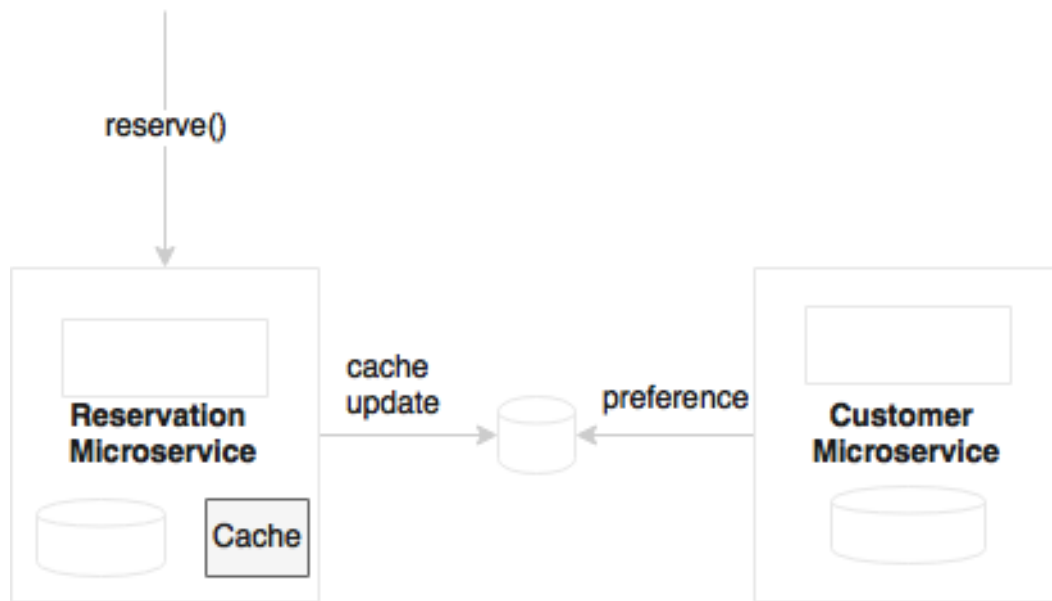 reserve()
cache
update
preference
Reservation
Microservice
Customer
Microservice
Cache